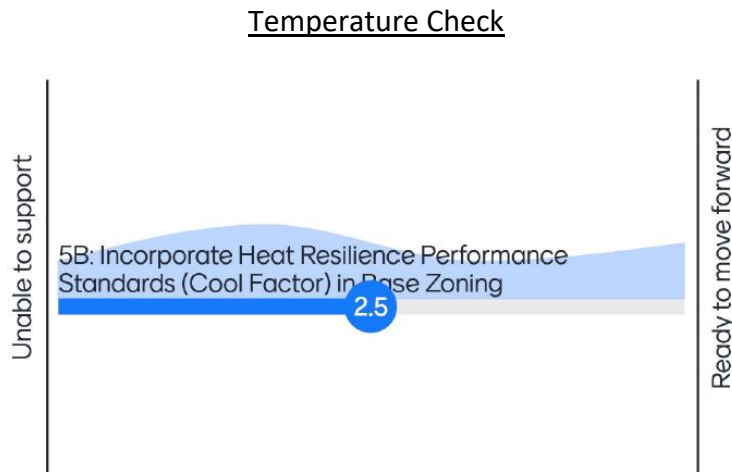 Temperature Check
Unable to support
5B: Incorporate Heat Resilience Performance
Standards (Cool Factor) in Base Zoning
2.5
Ready to move forward